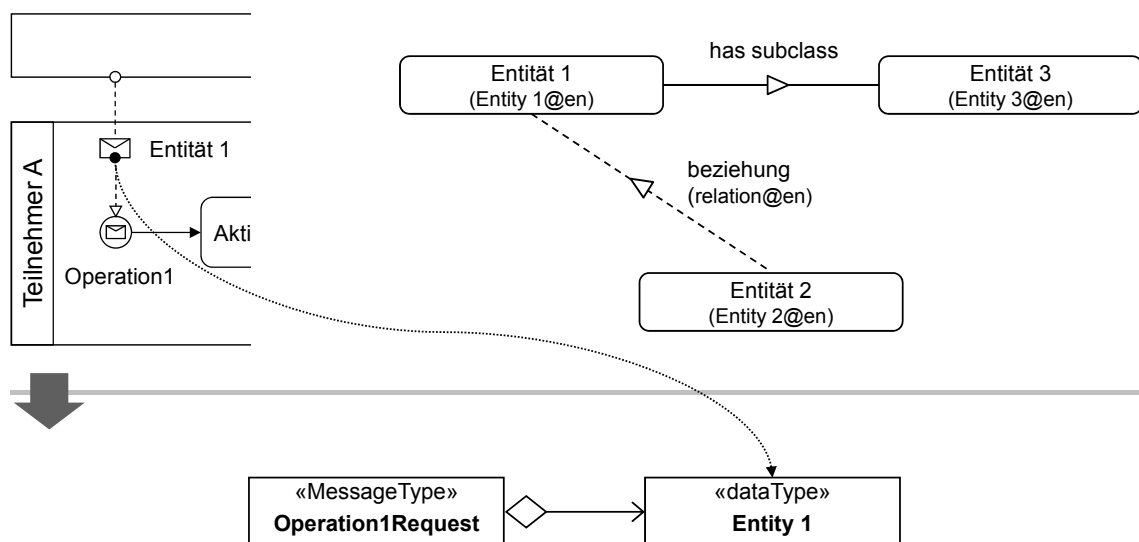 Teilnehmer A
Entität 1
Operation1
Akti
has subclass
Entität 1
(Entity 1@en)
Entität 3
(Entity 3@en)
beziehung
(relation@en)
Entität 2
(Entity 2@en)
«MessageType»
Operation1Request
«dataType»
Entity 1